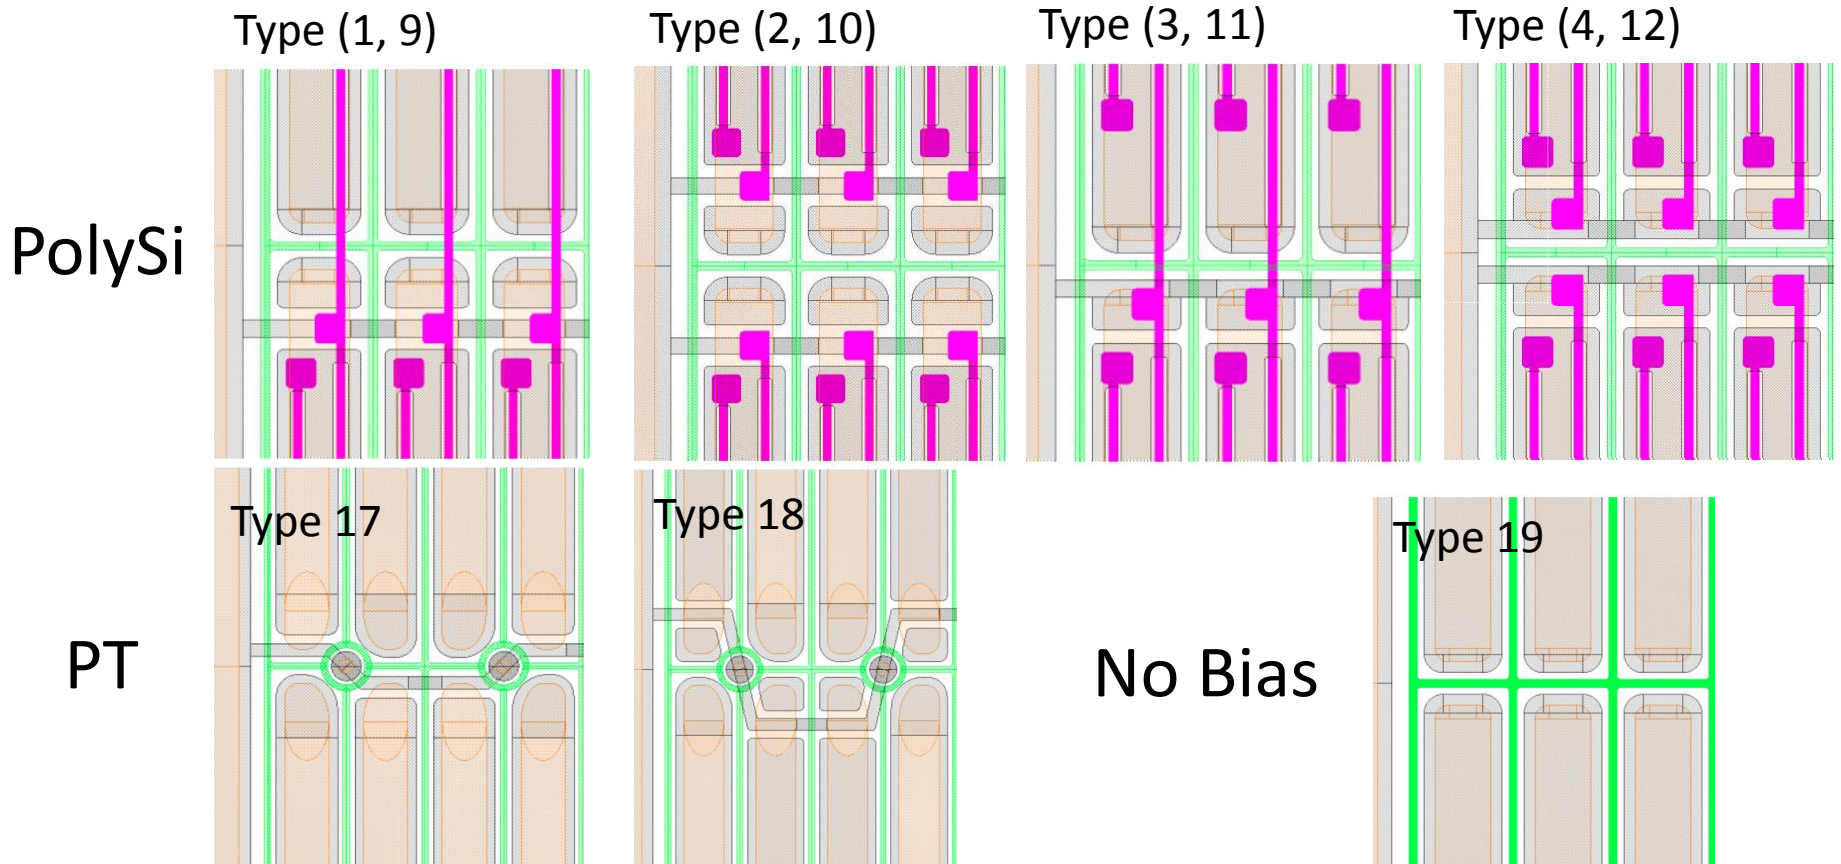 Type (1, 9)
Type (2, 10)
Type (3, 11)
Type (4, 12)
PolySi
Type 17
Type 18
Type 19
PT
No Bias